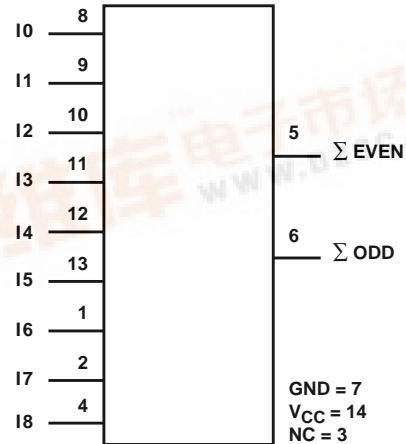 I0 8
I1 9
I2 10
I3 11
I4 12
I5 13
I6 1
I7 2
I8 4
5 Σ EVEN
6 Σ ODD
GND = 7
VCC = 14
NC = 3